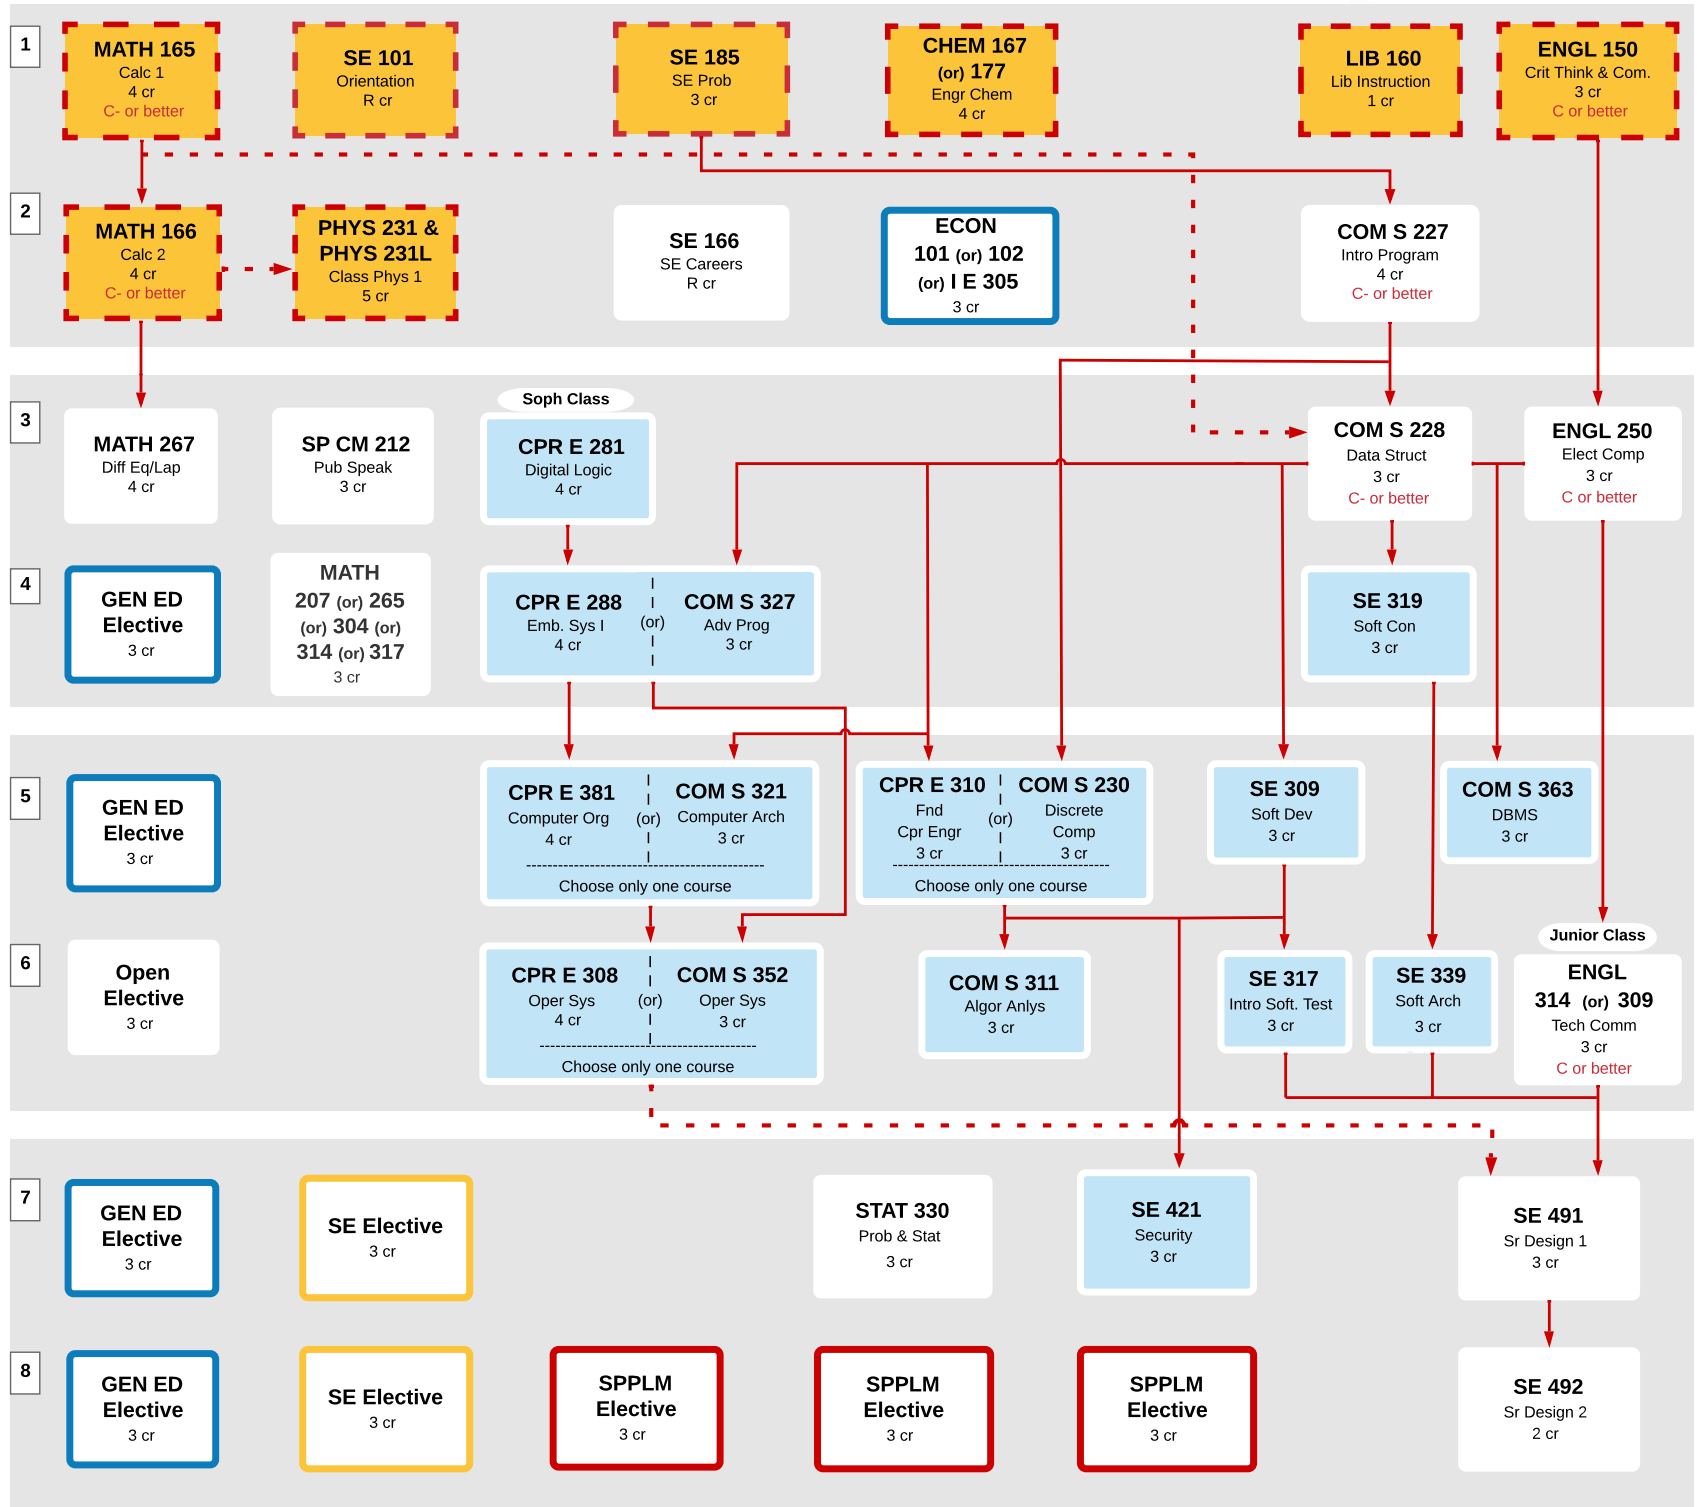 1
MATH 165
Calc 1
4 cr
C- or better
SE 101
Orientation
R cr
SE 185
SE Prob
3 cr
CHEM 167
(or) 177
Engr Chem
4 cr
LIB 160
Lib Instruction
1 cr
ENGL 150
Crit Think & Com.
3 cr
C or better
2
MATH 166
Calc 2
4 cr
C- or better
PHYS 231 &
PHYS 231L
Class Phys 1
5 cr
SE 166
SE Careers
R cr
ECON
101 (or) 102
(or) I E 305
3 cr
COM S 227
Intro Program
4 cr
C- or better
3
MATH 267
Diff Eq/Lap
4 cr
SP CM 212
Pub Speak
3 cr
Soph Class
CPR E 281
Digital Logic
4 cr
COM S 228
Data Struct
3 cr
C- or better
ENGL 250
Elect Comp
3 cr
C or better
4
GEN ED
Elective
3 cr
MATH
207 (or) 265
(or) 304 (or)
314 (or) 317
3 cr
CPR E 288
Emb. Sys I
4 cr
(or)
COM S 327
Adv Prog
3 cr
SE 319
Soft Con
3 cr
5
GEN ED
Elective
3 cr
CPR E 381
Computer Org
4 cr
(or)
COM S 321
Computer Arch
3 cr
Choose only one course
CPR E 310
Fnd
Cpr Engr
3 cr
(or)
COM S 230
Discrete
Comp
3 cr
Choose only one course
SE 309
Soft Dev
3 cr
COM S 363
DBMS
3 cr
6
Open
Elective
3 cr
CPR E 308
Oper Sys
4 cr
(or)
COM S 352
Oper Sys
3 cr
Choose only one course
COM S 311
Algor Anlys
3 cr
SE 317
Intro Soft. Test
3 cr
SE 339
Soft Arch
3 cr
Junior Class
ENGL
314 (or) 309
Tech Comm
3 cr
C or better
7
GEN ED
Elective
3 cr
SE Elective
3 cr
STAT 330
Prob & Stat
3 cr
SE 421
Security
3 cr
SE 491
Sr Design 1
3 cr
8
GEN ED
Elective
3 cr
SE Elective
3 cr
SPPLM
Elective
3 cr
SPPLM
Elective
3 cr
SPPLM
Elective
3 cr
SE 492
Sr Design 2
2 cr